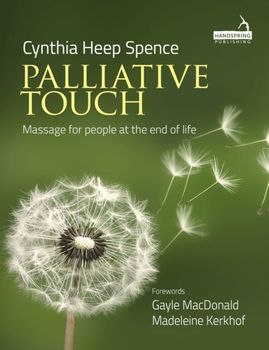 HANDSPRING
PUBLISHING
Cynthia Heep Spence
PALLIATIVE
TOUCH
Massage for people at the end of life
Forewords
Gayle MacDonald
Madeleine Kerkhof